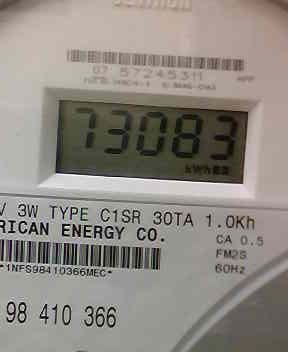 07 57245311
73083
kWh
V 3W TYPE C1SR 30TA 1.0Kh
RICAN ENERGY CO.
CA 0.5
FM2S
60Hz
*1NFS98410366MEC*
98 410 366